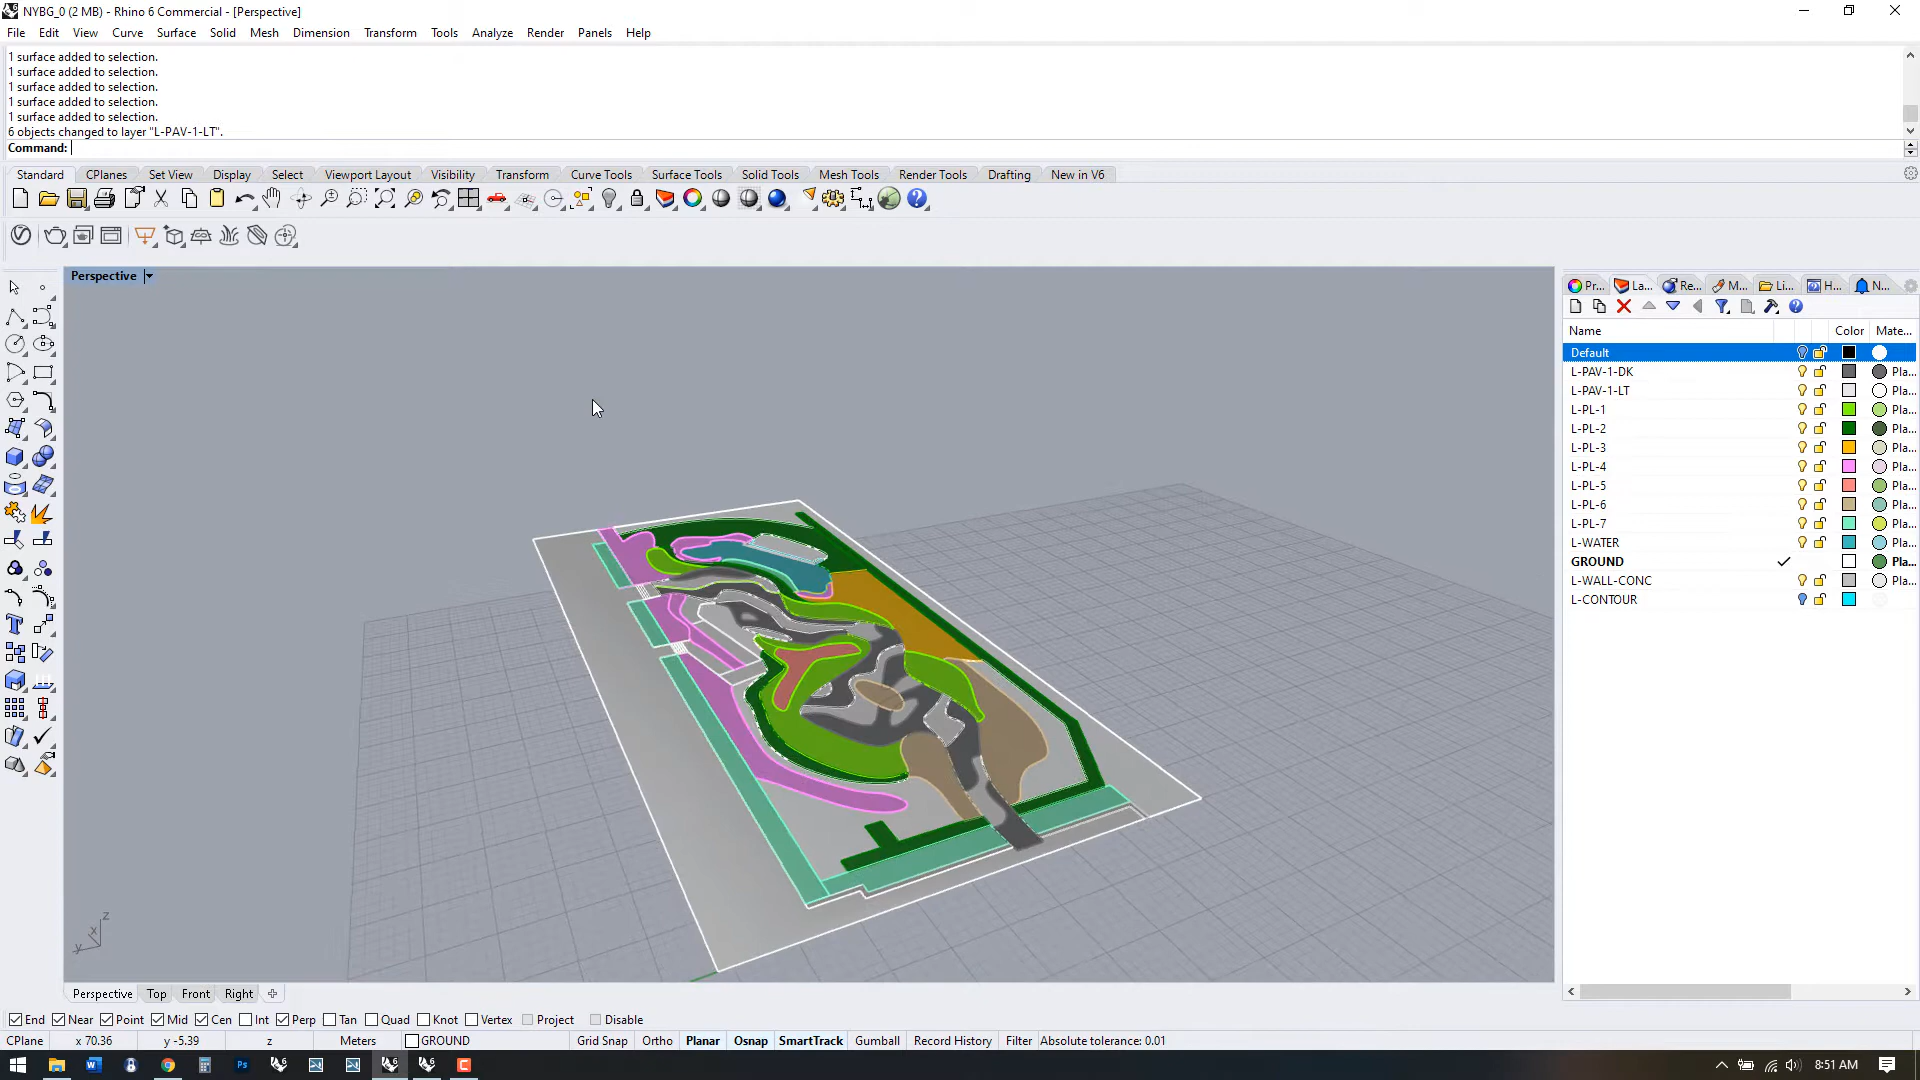 NYBG_0 (2 MB) - Rhino 6 Commercial - [Perspective]
File Edit View Curve Surface Solid Mesh Dimension Transform Tools Analyze Render Panels Help
1 surface added to selection.
1 surface added to selection.
1 surface added to selection.
1 surface added to selection.
1 surface added to selection.
6 objects changed to layer "L-PAV-1-LT".
Command:
Standard CPlanes Set View Display Select Viewport Layout Visibility Transform Curve Tools Surface Tools Solid Tools Mesh Tools Render Tools Drafting New in V6
Perspective
Pr... La... Re... M... Li... H... N...
Name Color Mate...
Default
L-PAV-1-DK Pla...
L-PAV-1-LT Pla...
L-PL-1 Pla...
L-PL-2 Pla...
L-PL-3 Pla...
L-PL-4 Pla...
L-PL-5 Pla...
L-PL-6 Pla...
L-PL-7 Pla...
L-WATER Pla...
GROUND Pla...
L-WALL-CONC Pla...
L-CONTOUR
z
x
y
Perspective Top Front Right
End Near Point Mid Cen Int Perp Tan Quad Knot Vertex Project Disable
CPlane x 70.36 y -5.39 z Meters GROUND Grid Snap Ortho Planar Osnap SmartTrack Gumball Record History Filter Absolute tolerance: 0.01
8:51 AM